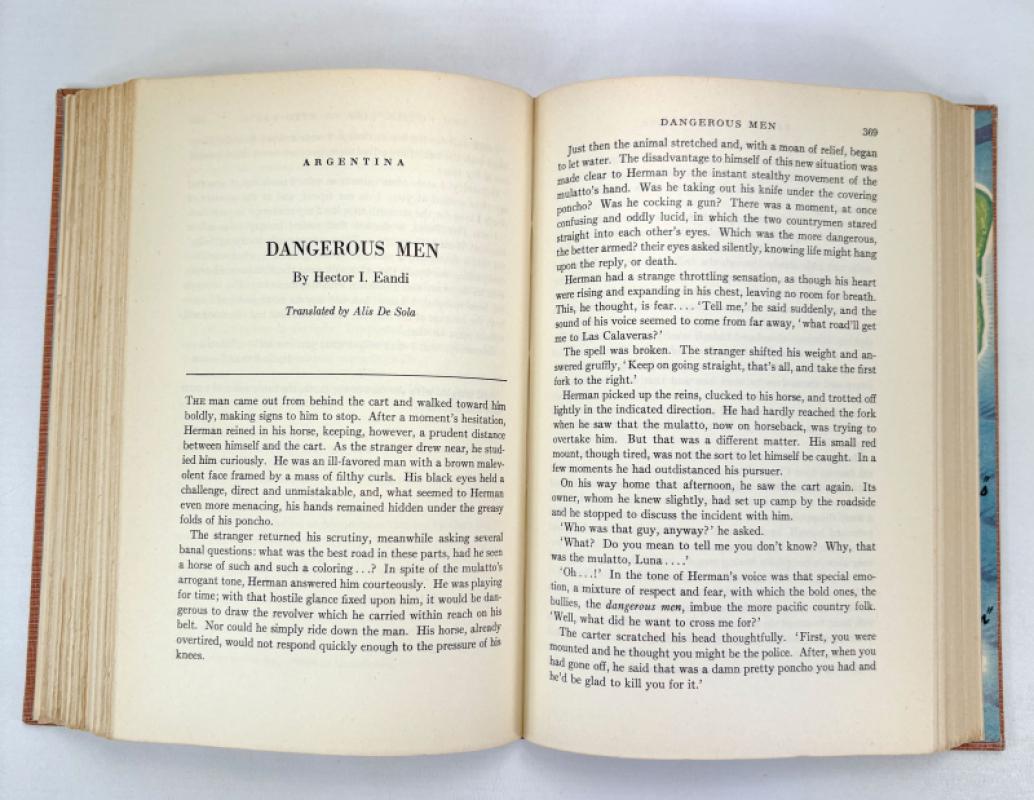 ARGENTINA
DANGEROUS MEN
By Hector I. Eandi
Translated by Alis De Sola
THE man came out from behind the cart and walked toward him
boldly, making signs to him to stop. After a moment's hesitation,
Herman reined in his horse, keeping, however, a prudent distance
between himself and the cart. As the stranger drew near, he stud-
ied him curiously. He was an ill-favored man with a brown malev-
olent face framed by a mass of filthy curls. His black eyes held a
challenge, direct and unmistakable, and, what seemed to Herman
even more menacing, his hands remained hidden under the greasy
folds of his poncho.
The stranger returned his scrutiny, meanwhile asking several
banal questions: what was the best road in these parts, had he seen
a horse of such and such a coloring...? In spite of the mulatto's
arrogant tone, Herman answered him courteously. He was playing
for time; with that hostile glance fixed upon him, it would be dan-
gerous to draw the revolver which he carried within reach on his
belt. Nor could he simply ride down the man. His horse, already
overtired, would not respond quickly enough to the pressure of his
knees.
DANGEROUS MEN 369
Just then the animal stretched and, with a moan of relief, began
to let water. The disadvantage to himself of this new situation was
made clear to Herman by the instant stealthy movement of the
mulatto's hand. Was he taking out his knife under the covering
poncho? Was he cocking a gun? There was a moment, at once
confusing and oddly lucid, in which the two countrymen stared
straight into each other's eyes. Which was the more dangerous,
the better armed? their eyes asked silently, knowing life might hang
upon the reply, or death.
Herman had a strange throttling sensation, as though his heart
were rising and expanding in his chest, leaving no room for breath.
This, he thought, is fear.... 'Tell me,' he said suddenly, and the
sound of his voice seemed to come from far away, 'what road'll get
me to Las Calaveras?'
The spell was broken. The stranger shifted his weight and an-
swered gruffly, 'Keep on going straight, that's all, and take the first
fork to the right.'
Herman picked up the reins, clucked to his horse, and trotted off
lightly in the indicated direction. He had hardly reached the fork
when he saw that the mulatto, now on horseback, was trying to
overtake him. But that was a different matter. His small red
mount, though tired, was not the sort to let himself be caught. In a
few moments he had outdistanced his pursuer.
On his way home that afternoon, he saw the cart again. Its
owner, whom he knew slightly, had set up camp by the roadside
and he stopped to discuss the incident with him.
'Who was that guy, anyway?' he asked.
'What? Do you mean to tell me you don't know? Why, that
was the mulatto, Luna....'
'Oh...!' In the tone of Herman's voice was that special emo-
tion, a mixture of respect and fear, with which the bold ones, the
bullies, the dangerous men, imbue the more pacific country folk.
'Well, what did he want to cross me for?'
The carter scratched his head thoughtfully. 'First, you were
mounted and he thought you might be the police. After, when you
had gone off, he said that was a damn pretty poncho you had and
he'd be glad to kill you for it.'